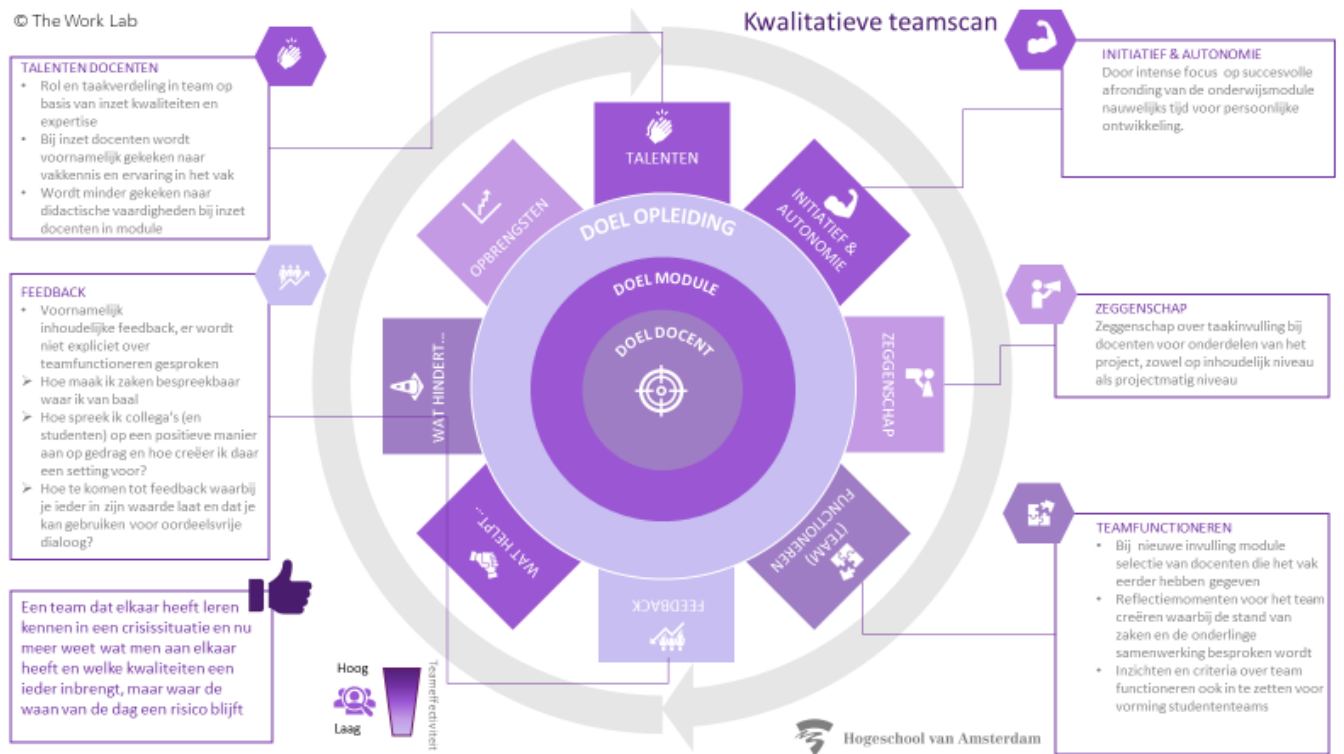 © The Work Lab
Kwalitatieve teamscan
TALENTEN DOCENTEN
• Rol en taakverdeling in team op
basis van inzet kwaliteiten en
expertise
• Bij inzet docenten wordt
voornamelijk gekeken naar
vakkennis en ervaring in het vak
• Wordt minder gekeken naar
didactische vaardigheden bij inzet
docenten in module
FEEDBACK
• Voornamelijk
inhoudelijke feedback, er wordt
niet expliciet over
teamfunctioneren gesproken
➢ Hoe maak ik zaken bespreekbaar
waar ik van baal
➢ Hoe spreek ik collega's (en
studenten) op een positieve manier
aan op gedrag en hoe creëer ik daar
een setting voor?
➢ Hoe te komen tot feedback waarbij
je ieder in zijn waarde laat en dat je
kan gebruiken voor oordeelsvrije
dialoog?
Een team dat elkaar heeft leren
kennen in een crisissituatie en nu
meer weet wat men aan elkaar
heeft en welke kwaliteiten een
ieder inbrengt, maar waar de
waan van de dag een risico blijft
TALENTEN
INITIATIEF &
AUTONOMIE
ZEGGENSCHAP
(TEAM)
FUNCTIONEREN
FEEDBACK
WAT HELPT...
WAT HINDERT...
OPBRENGSTEN
DOEL OPLEIDING
DOEL MODULE
DOEL DOCENT
Hoog
Laag
Teameffectiviteit
INITIATIEF & AUTONOMIE
Door intense focus op succesvolle
afronding van de onderwijsmodule
nauwelijks tijd voor persoonlijke
ontwikkeling.
ZEGGENSCHAP
Zeggenschap over taakinvulling bij
docenten voor onderdelen van het
project, zowel op inhoudelijk niveau
als projectmatig niveau
TEAMFUNCTIONEREN
• Bij nieuwe invulling module
selectie van docenten die het vak
eerder hebben gegeven
• Reflectiemomenten voor het team
creëren waarbij de stand van
zaken en de onderlinge
samenwerking besproken wordt
• Inzichten en criteria over team
functioneren ook in te zetten voor
vorming studententeams
Hogeschool van Amsterdam